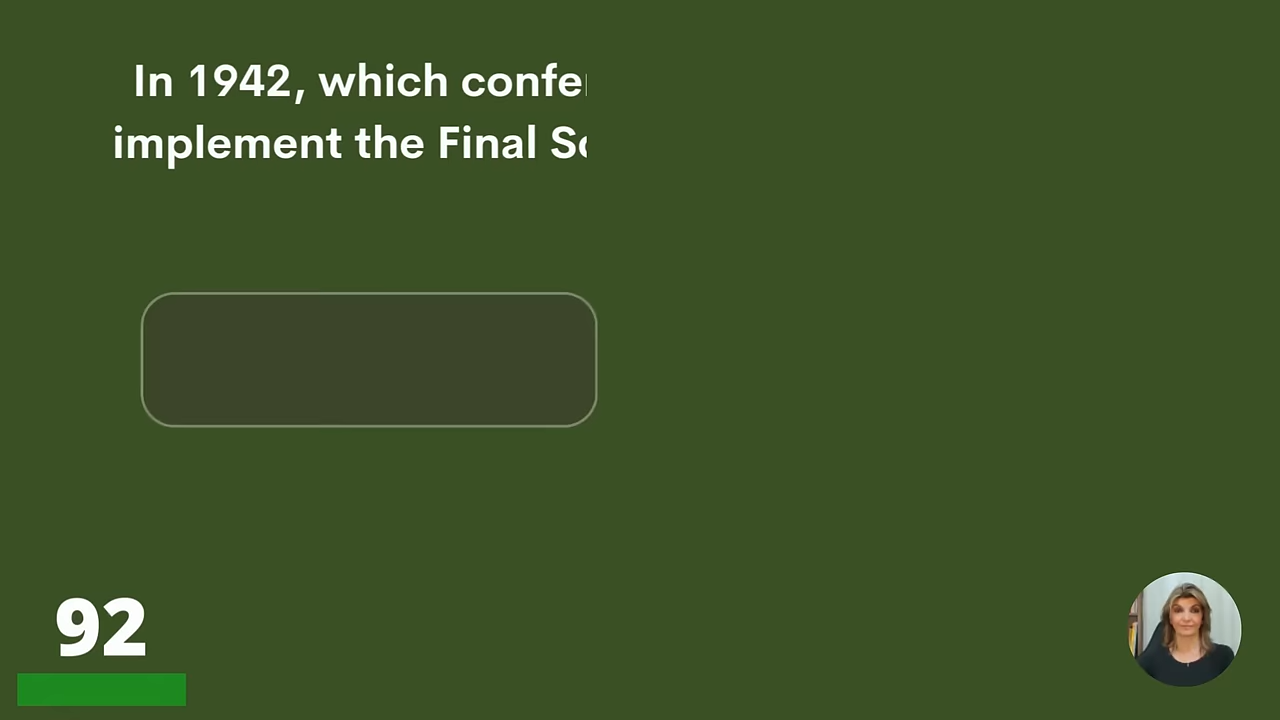 In 1942, which confe
implement the Final S
92